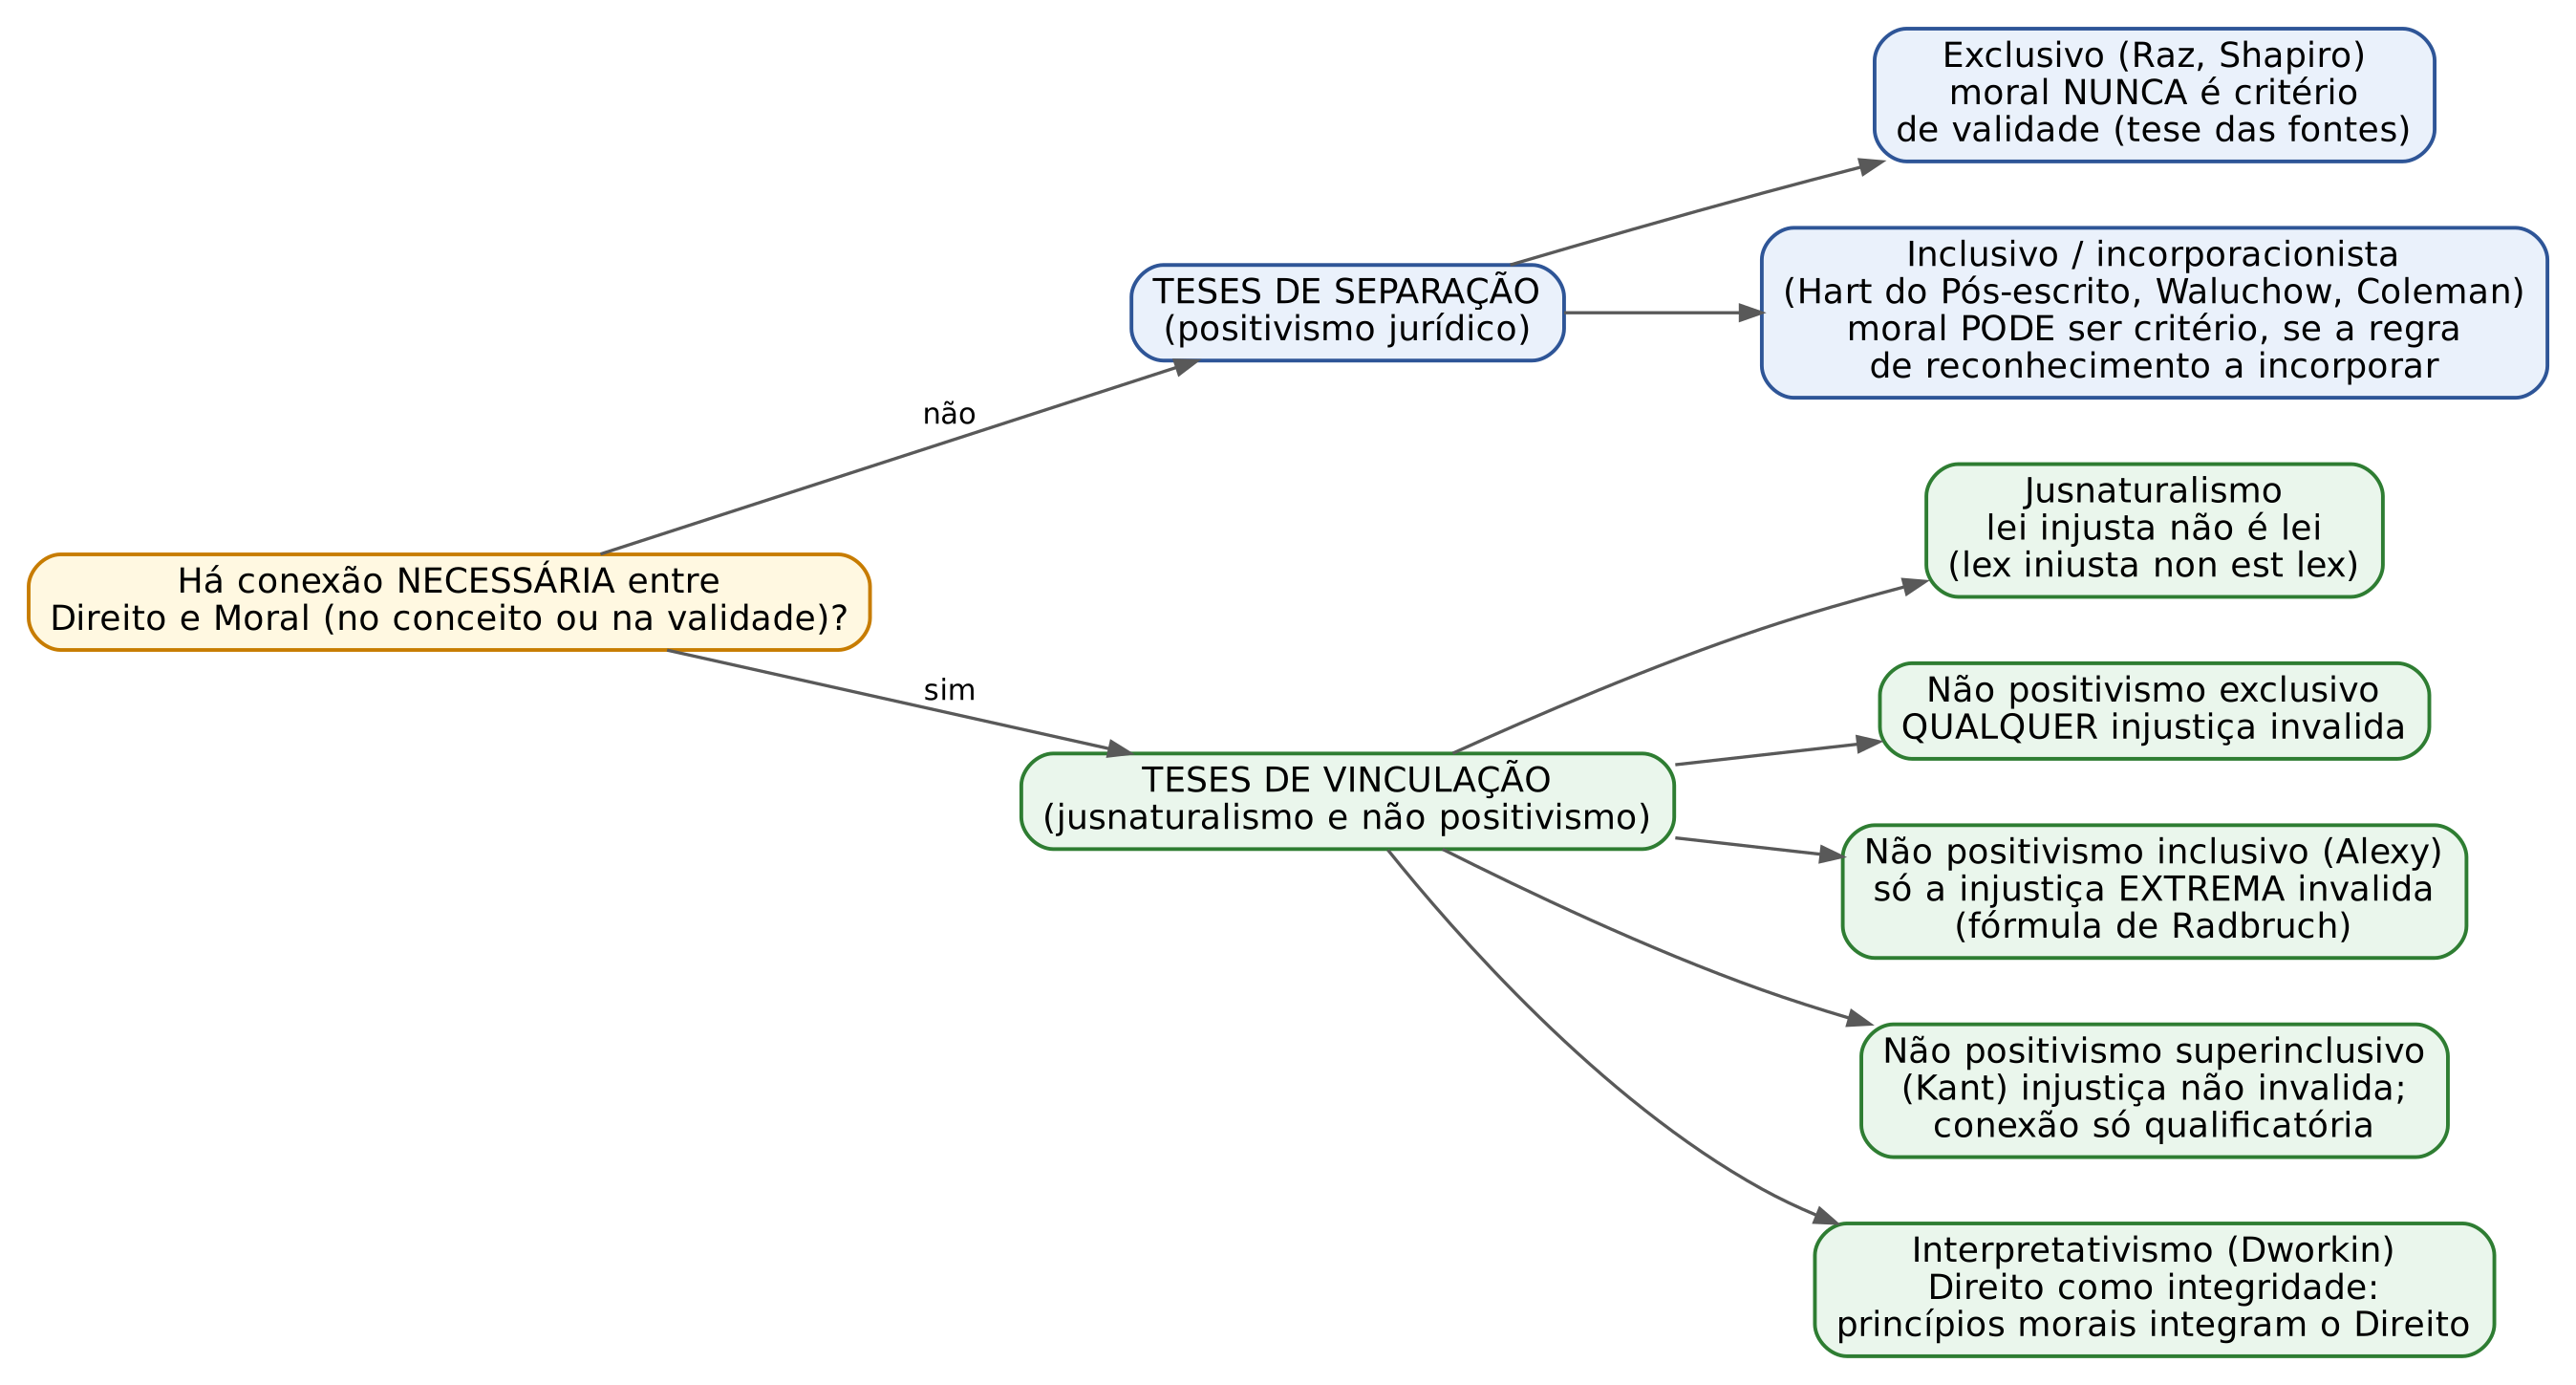 Há conexão NECESSÁRIA entre
Direito e Moral (no conceito ou na validade)?
não
sim
TESES DE SEPARAÇÃO
(positivismo jurídico)
TESES DE VINCULAÇÃO
(jusnaturalismo e não positivismo)
Exclusivo (Raz, Shapiro)
moral NUNCA é critério
de validade (tese das fontes)
Inclusivo / incorporacionista
(Hart do Pós-escrito, Waluchow, Coleman)
moral PODE ser critério, se a regra
de reconhecimento a incorporar
Jusnaturalismo
lei injusta não é lei
(lex iniusta non est lex)
Não positivismo exclusivo
QUALQUER injustiça invalida
Não positivismo inclusivo (Alexy)
só a injustiça EXTREMA invalida
(fórmula de Radbruch)
Não positivismo superinclusivo
(Kant) injustiça não invalida;
conexão só qualificatória
Interpretativismo (Dworkin)
Direito como integridade:
princípios morais integram o Direito